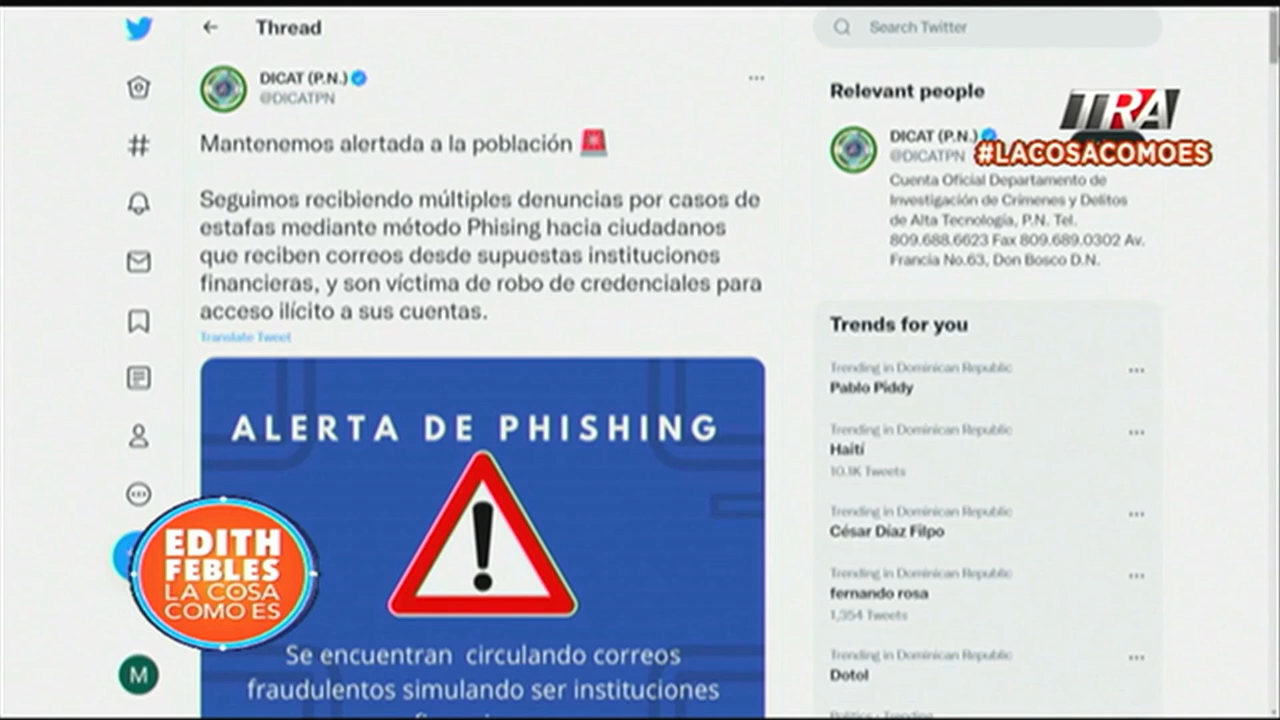 Thread
Search Twitter
DICAT (P.N.)
@DICATPN
Mantenemos alertada a la población
Seguimos recibiendo múltiples denuncias por casos de
estafas mediante método Phising hacia ciudadanos
que reciben correos desde supuestas instituciones
financieras, y son víctima de robo de credenciales para
acceso ilícito a sus cuentas.
Translate Tweet
ALERTA DE PHISHING
Se encuentran circulando correos
fraudulentos simulando ser instituciones
EDITH
FEBLES
LA COSA
COMO ES
M
Relevant people
TRA
#LACOSACOMOES
DICAT (P.N.)
@DICATPN
Cuenta Oficial Departamento de
Investigación de Crímenes y Delitos
de Alta Tecnología, P.N. Tel.
809.688.6623 Fax 809.689.0302 Av.
Francia No.63, Don Bosco D.N.
Trends for you
Trending in Dominican Republic
Pablo Piddy
Trending in Dominican Republic
Haití
10.1K Tweets
Trending in Dominican Republic
César Díaz Filpo
Trending in Dominican Republic
fernando rosa
1,354 Tweets
Trending in Dominican Republic
Dotol
Politics · Trending